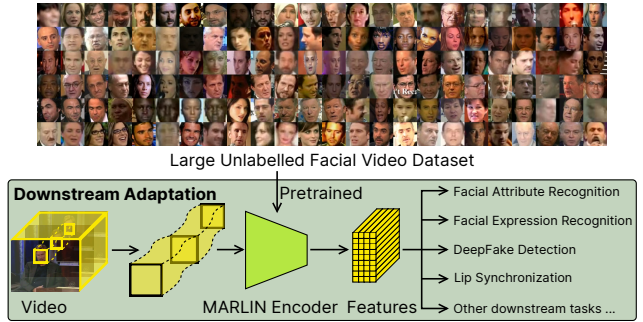 Large Unlabelled Facial Video Dataset
Pretrained
Downstream Adaptation
Facial Attribute Recognition
Facial Expression Recognition
DeepFake Detection
Lip Synchronization
Other downstream tasks ...
Video
MARLIN Encoder
Features